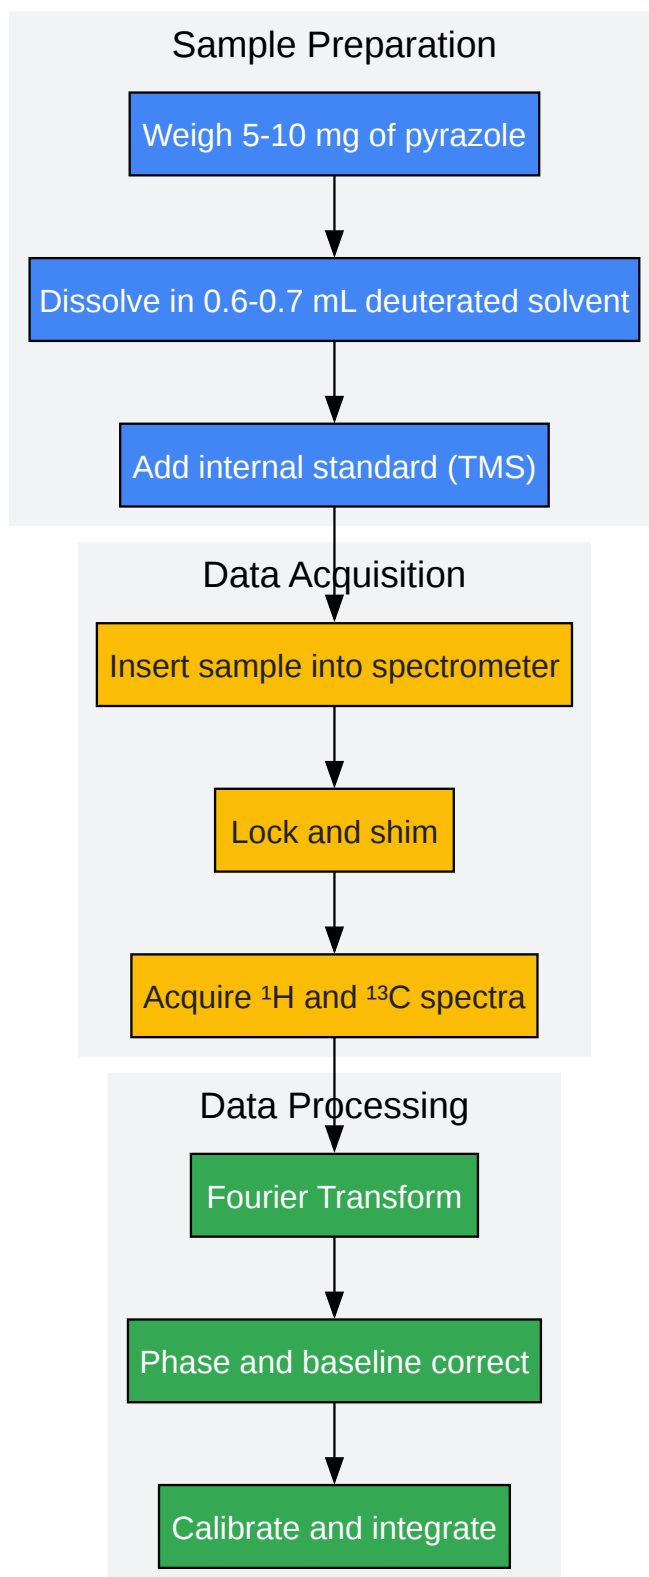 Sample Preparation
Weigh 5-10 mg of pyrazole
Dissolve in 0.6-0.7 mL deuterated solvent
Add internal standard (TMS)
Data Acquisition
Insert sample into spectrometer
Lock and shim
Acquire ¹H and ¹³C spectra
Data Processing
Fourier Transform
Phase and baseline correct
Calibrate and integrate